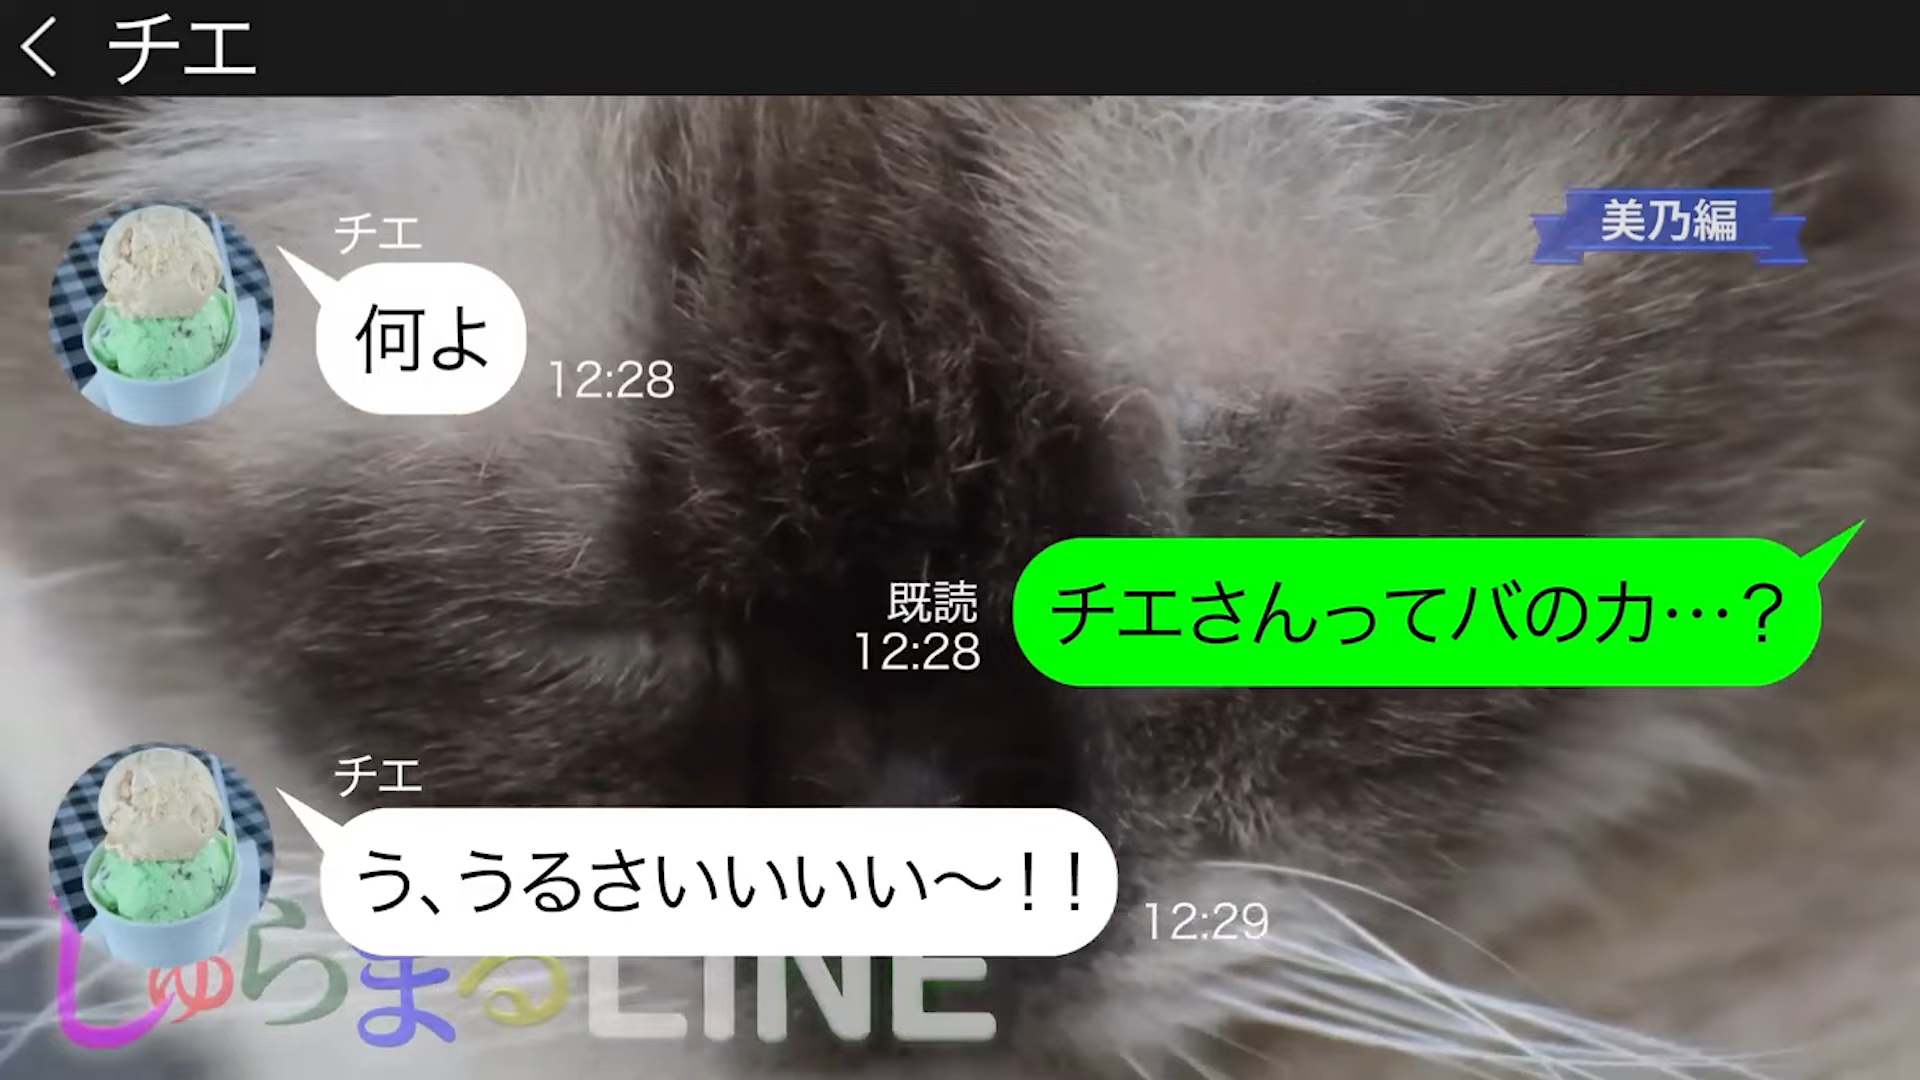 チエ
美乃編
チエ
何よ
12:28
チエさんってバの力…？
既読
12:28
チエ
う、うるさいいいい〜！！
12:29
しゅらまるLINE